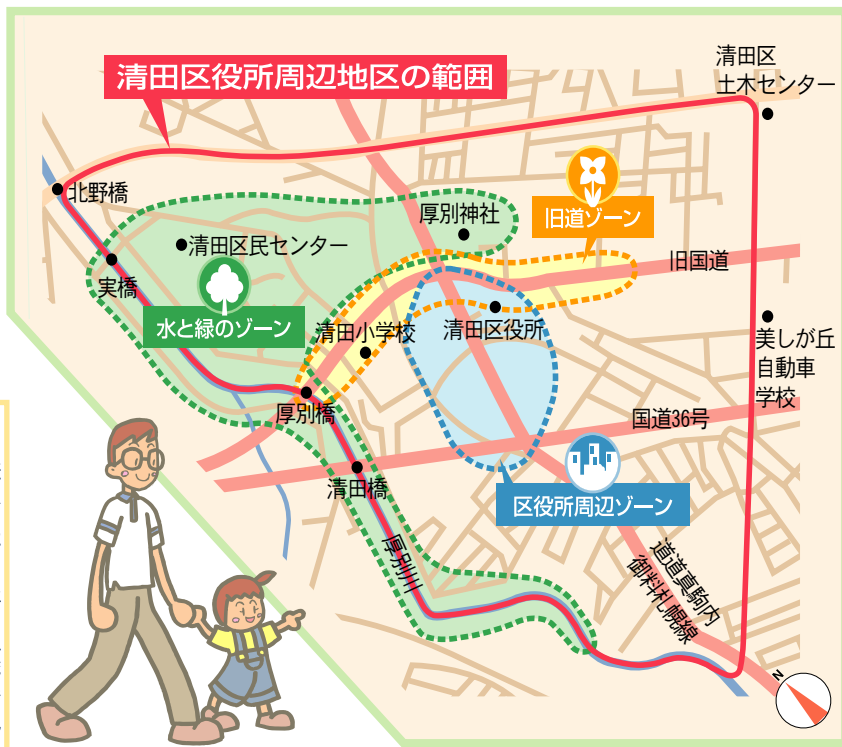 清田区役所周辺地区の範囲
清田区
土木センター
北野橋
厚別神社
旧道ゾーン
清田区民センター
旧国道
実橋
水と緑のゾーン
清田小学校
清田区役所
美しが丘
自動車
学校
厚別橋
国道36号
清田橋
区役所周辺ゾーン
厚別川
道道真駒内
御料札幌線
N